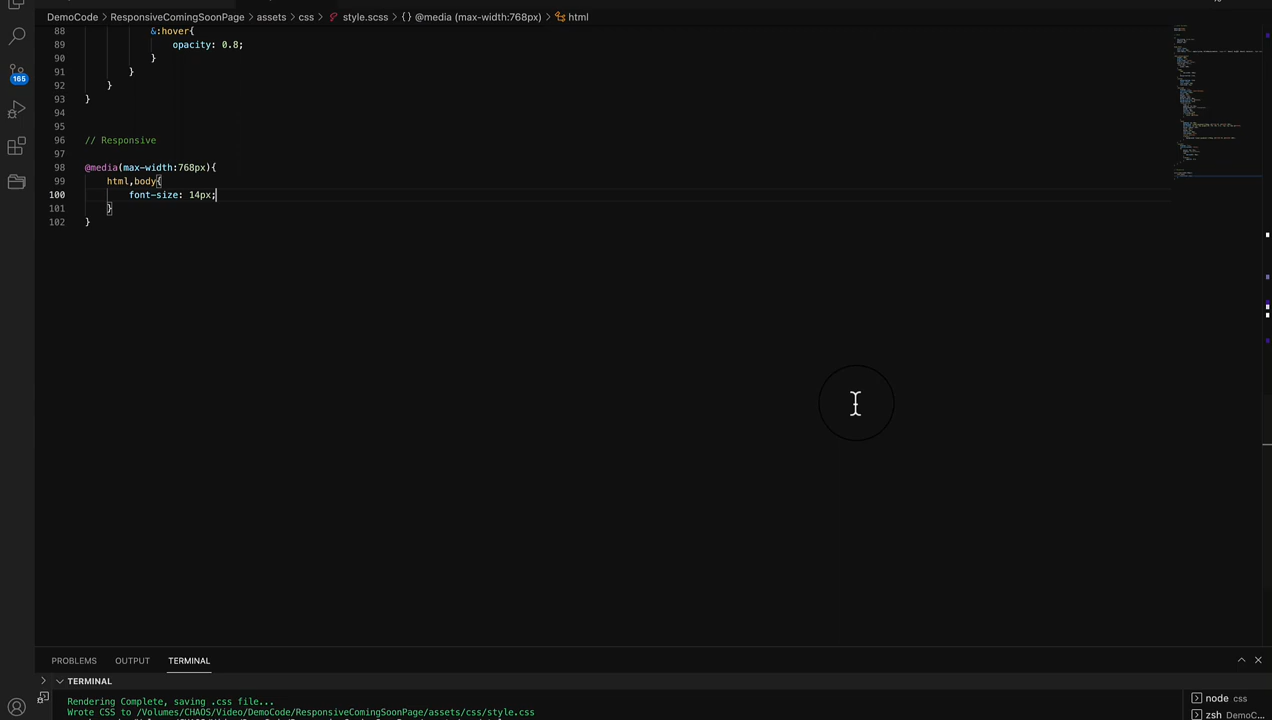 DemoCode > ResponsiveComingSoonPage > assets > css > style.scss > {} @media (max-width:768px) > html
88 &:hover{
89 opacity: 0.8;
90 }
91 }
92 }
93 }
94
95
96 // Responsive
97
98 @media(max-width:768px){
99 html,body{
100 font-size: 14px;
101 }
102 }
165
PROBLEMS OUTPUT TERMINAL
TERMINAL
Rendering Complete, saving .css file...
Wrote CSS to /Volumes/CHAOS/Video/DemoCode/ResponsiveComingSoonPage/assets/css/style.css
node css
zsh DemoC...